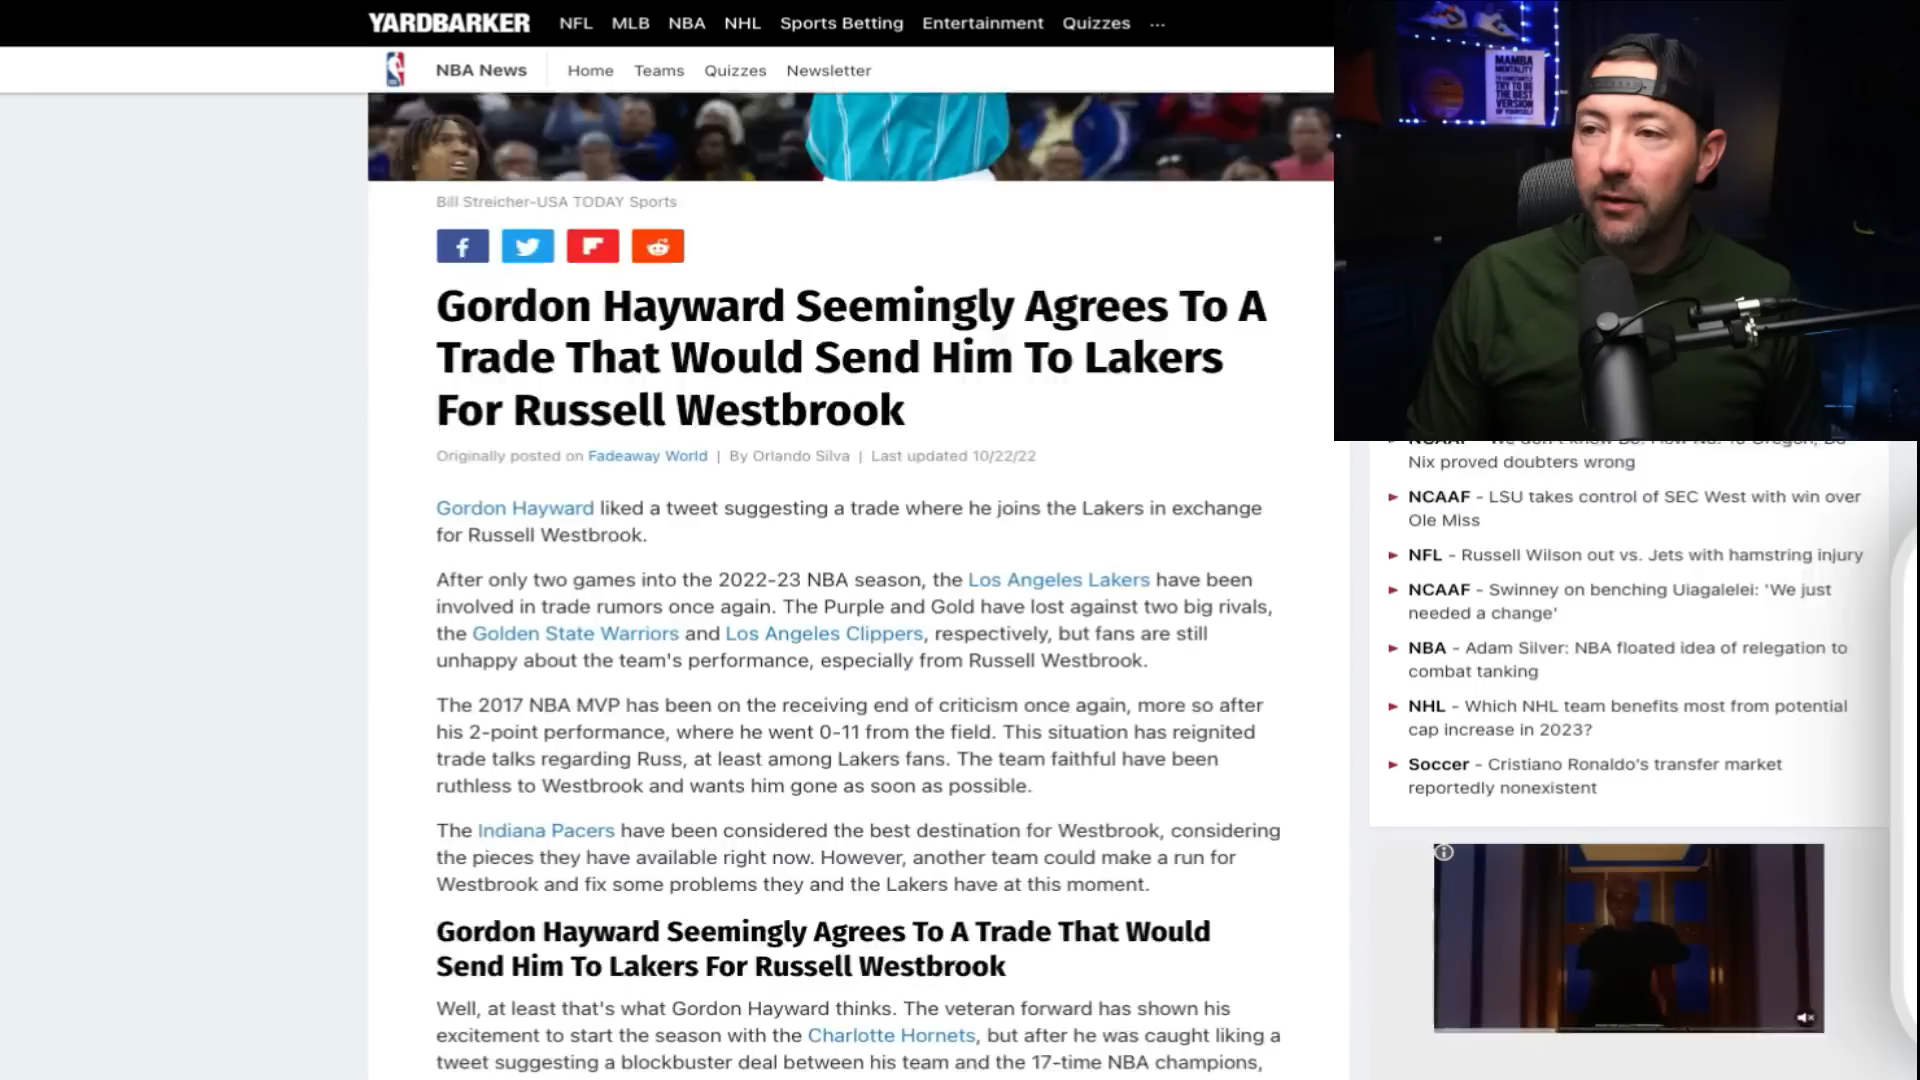 YARDBARKER NFL MLB NBA NHL Sports Betting Entertainment Quizzes ...
NBA News Home Teams Quizzes Newsletter
MAMBA
MENTALITY
TO CONSTANTLY
TRY TO BE
THE BEST
VERSION
OF YOURSELF
Bill Streicher-USA TODAY Sports
Gordon Hayward Seemingly Agrees To A
Trade That Would Send Him To Lakers
For Russell Westbrook
Originally posted on Fadeaway World | By Orlando Silva | Last updated 10/22/22
Gordon Hayward liked a tweet suggesting a trade where he joins the Lakers in exchange
for Russell Westbrook.
After only two games into the 2022-23 NBA season, the Los Angeles Lakers have been
involved in trade rumors once again. The Purple and Gold have lost against two big rivals,
the Golden State Warriors and Los Angeles Clippers, respectively, but fans are still
unhappy about the team's performance, especially from Russell Westbrook.
The 2017 NBA MVP has been on the receiving end of criticism once again, more so after
his 2-point performance, where he went 0-11 from the field. This situation has reignited
trade talks regarding Russ, at least among Lakers fans. The team faithful have been
ruthless to Westbrook and wants him gone as soon as possible.
The Indiana Pacers have been considered the best destination for Westbrook, considering
the pieces they have available right now. However, another team could make a run for
Westbrook and fix some problems they and the Lakers have at this moment.
Gordon Hayward Seemingly Agrees To A Trade That Would
Send Him To Lakers For Russell Westbrook
Well, at least that's what Gordon Hayward thinks. The veteran forward has shown his
excitement to start the season with the Charlotte Hornets, but after he was caught liking a
tweet suggesting a blockbuster deal between his team and the 17-time NBA champions,
Nix proved doubters wrong
NCAAF - LSU takes control of SEC West with win over
Ole Miss
NFL - Russell Wilson out vs. Jets with hamstring injury
NCAAF - Swinney on benching Uiagalelei: 'We just
needed a change'
NBA - Adam Silver: NBA floated idea of relegation to
combat tanking
NHL - Which NHL team benefits most from potential
cap increase in 2023?
Soccer - Cristiano Ronaldo's transfer market
reportedly nonexistent